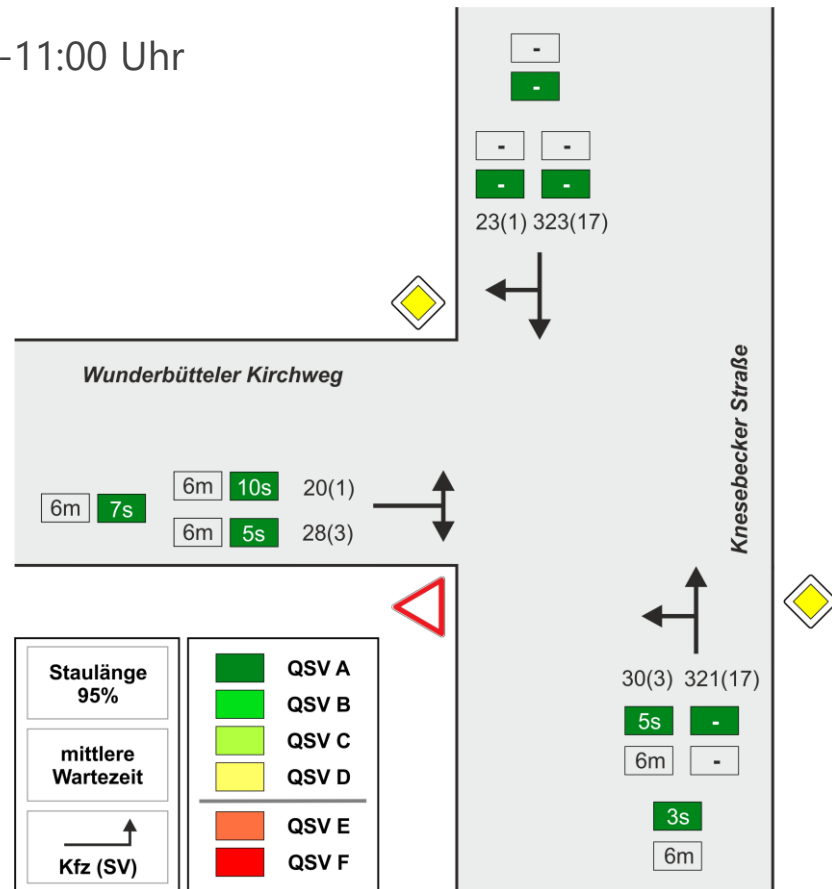 -11:00 Uhr
-
-
- -
- -
23(1) 323(17)
Wunderbütteler Kirchweg
Knesebecker Straße
6m 7s
6m 10s 20(1)
6m 5s 28(3)
30(3) 321(17)
5s -
6m -
3s
6m
Staulänge
95%
mittlere
Wartezeit
Kfz (SV)
QSV A
QSV B
QSV C
QSV D
QSV E
QSV F